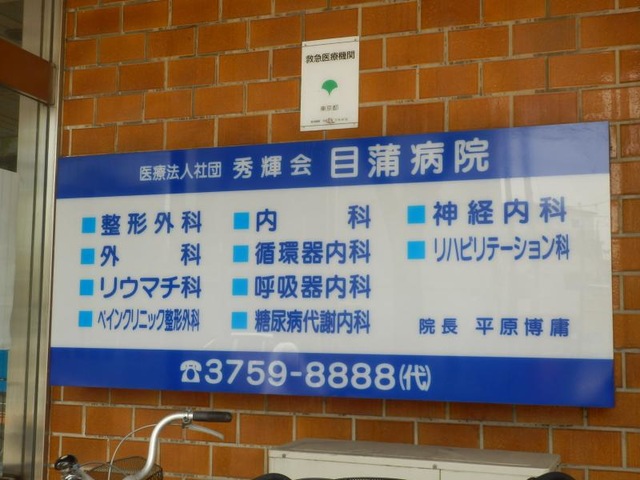 救急医療機関
東京都
医療法人社団 秀輝会 目蒲病院
■整形外科 ■内科 ■神経内科
■外科 ■循環器内科 ■リハビリテーション科
■リウマチ科 ■呼吸器内科
■ペインクリニック整形外科 ■糖尿病代謝内科 院長 平原博庸
☎3759-8888(代)